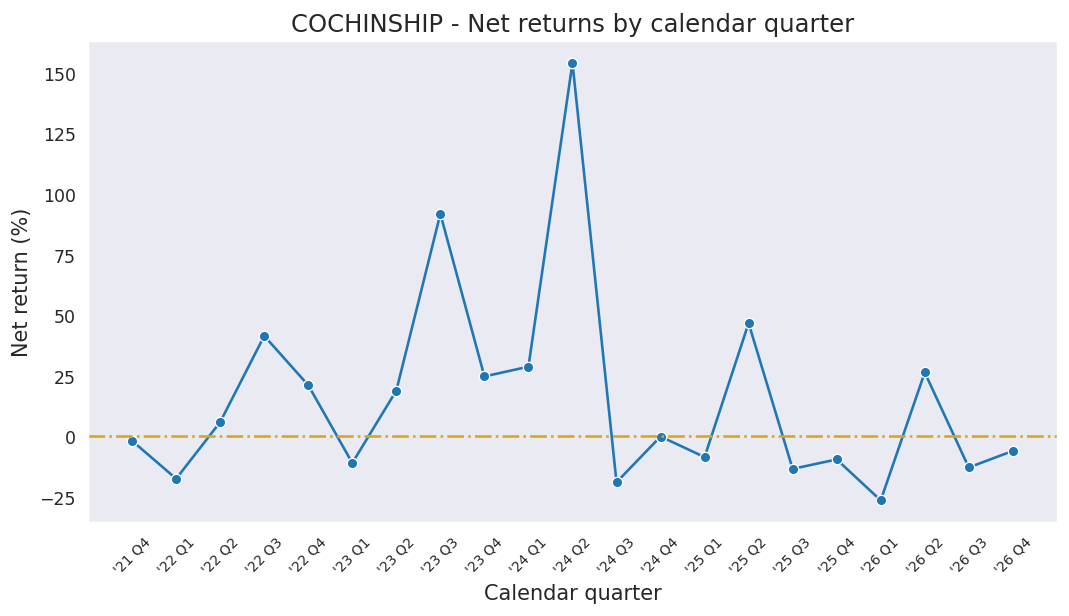 COCHINSHIP - Net returns by calendar quarter
Net return (%)
150
125
100
75
50
25
0
−25
'21 Q4
'22 Q1
'22 Q2
'22 Q3
'22 Q4
'23 Q1
'23 Q2
'23 Q3
'23 Q4
'24 Q1
'24 Q2
'24 Q3
'24 Q4
'25 Q1
'25 Q2
'25 Q3
'25 Q4
'26 Q1
'26 Q2
'26 Q3
'26 Q4
Calendar quarter